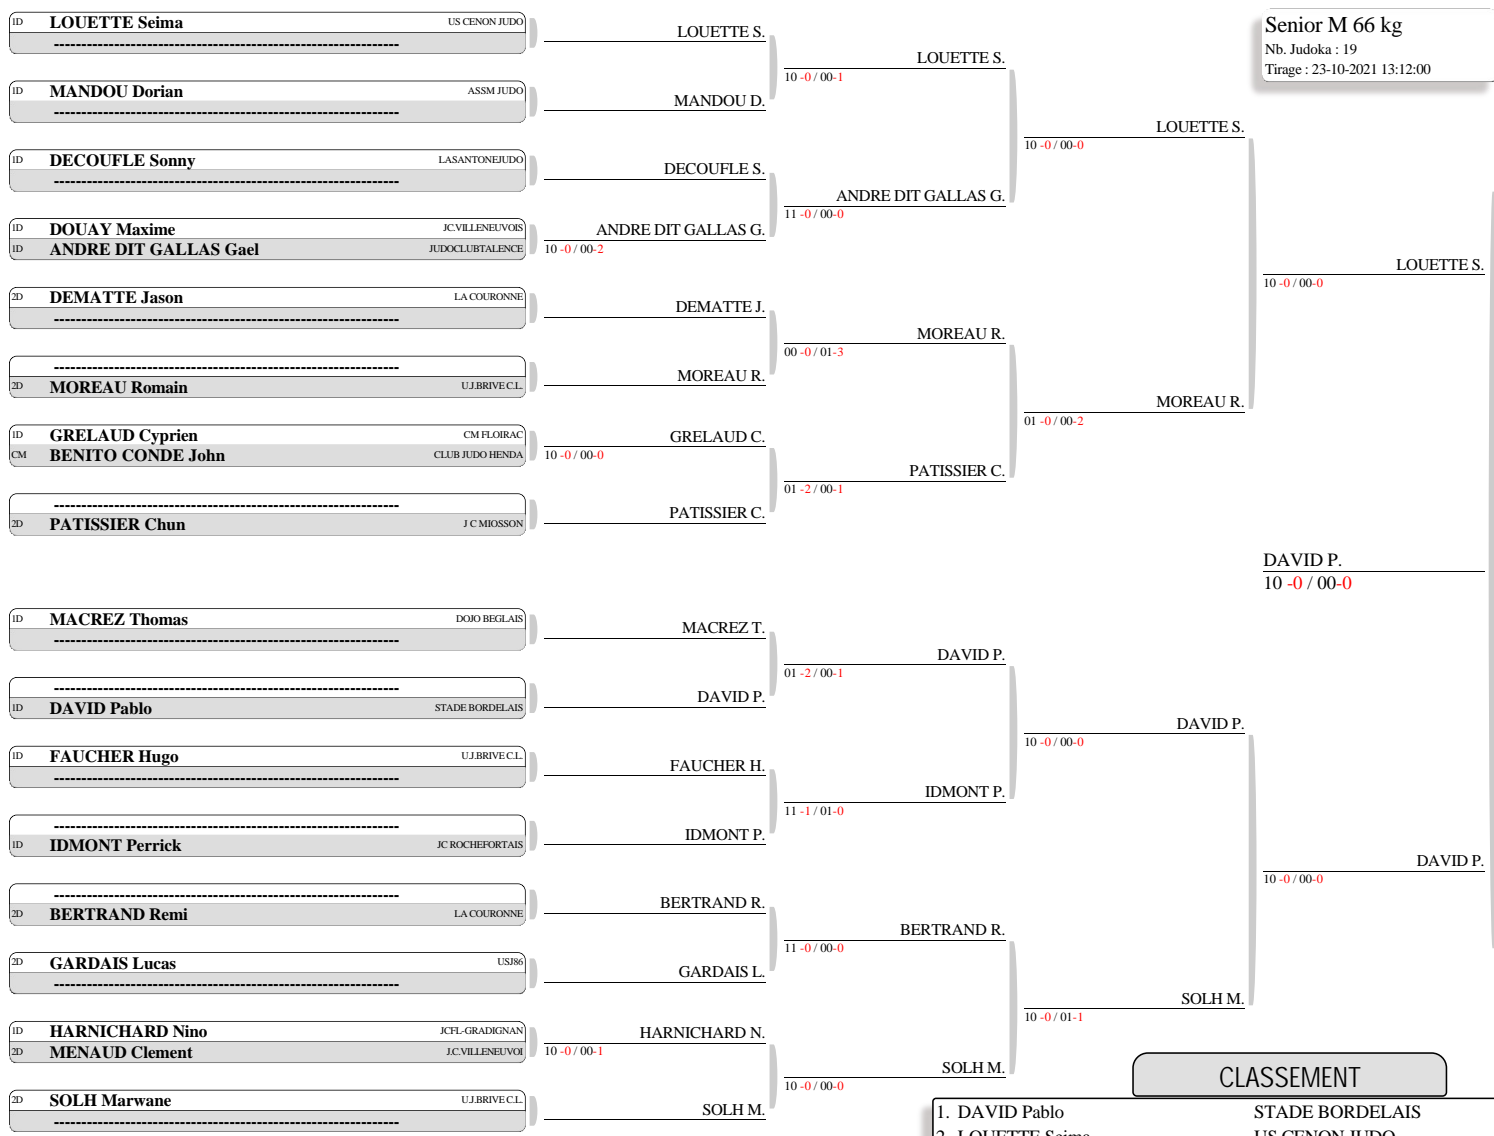 Senior M 66 kg
Nb. Judoka : 19
Tirage : 23-10-2021 13:12:00
1D LOUETTE Seima US CENON JUDO
----------------------------------------------------------------
1D MANDOU Dorian ASSM JUDO
----------------------------------------------------------------
1D DECOUFLE Sonny LASANTONEJUDO
----------------------------------------------------------------
1D DOUAY Maxime JC.VILLENEUVOIS
1D ANDRE DIT GALLAS Gael JUDOCLUBTALENCE
2D DEMATTE Jason LA COURONNE
----------------------------------------------------------------
----------------------------------------------------------------
2D MOREAU Romain U.J.BRIVE C.L.
1D GRELAUD Cyprien CM FLOIRAC
CM BENITO CONDE John CLUB JUDO HENDA
----------------------------------------------------------------
2D PATISSIER Chun J C MIOSSON
1D MACREZ Thomas DOJO BEGLAIS
----------------------------------------------------------------
----------------------------------------------------------------
1D DAVID Pablo STADE BORDELAIS
1D FAUCHER Hugo U.J.BRIVE C.L.
----------------------------------------------------------------
----------------------------------------------------------------
1D IDMONT Perrick JC ROCHEFORTAIS
----------------------------------------------------------------
2D BERTRAND Remi LA COURONNE
2D GARDAIS Lucas USJ86
----------------------------------------------------------------
1D HARNICHARD Nino JCFL-GRADIGNAN
2D MENAUD Clement J.C.VILLENEUVOI
2D SOLH Marwane U.J.BRIVE C.L.
----------------------------------------------------------------
LOUETTE S.
MANDOU D.
DECOUFLE S.
ANDRE DIT GALLAS G.
10 -0 / 00-2
DEMATTE J.
MOREAU R.
GRELAUD C.
10 -0 / 00-0
PATISSIER C.
MACREZ T.
DAVID P.
FAUCHER H.
IDMONT P.
BERTRAND R.
GARDAIS L.
HARNICHARD N.
10 -0 / 00-1
SOLH M.
LOUETTE S.
10 -0 / 00-1
ANDRE DIT GALLAS G.
11 -0 / 00-0
MOREAU R.
00 -0 / 01-3
PATISSIER C.
01 -2 / 00-1
DAVID P.
01 -2 / 00-1
IDMONT P.
11 -1 / 01-0
BERTRAND R.
11 -0 / 00-0
SOLH M.
10 -0 / 00-0
LOUETTE S.
10 -0 / 00-0
MOREAU R.
01 -0 / 00-2
DAVID P.
10 -0 / 00-0
SOLH M.
10 -0 / 01-1
LOUETTE S.
10 -0 / 00-0
DAVID P.
10 -0 / 00-0
DAVID P.
10 -0 / 00-0
CLASSEMENT
1. DAVID Pablo STADE BORDELAIS
2. LOUETTE Seima US CENON JUDO